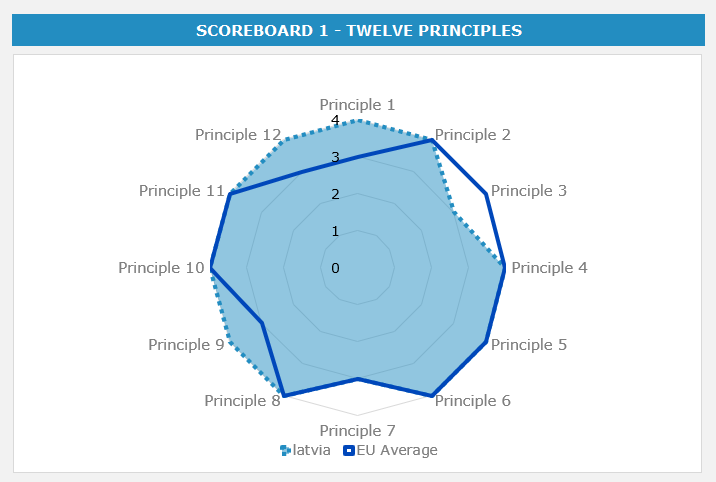 SCOREBOARD 1 - TWELVE PRINCIPLES
Principle 1
4
Principle 12
Principle 2
3
Principle 11
Principle 3
2
1
Principle 10
0
Principle 4
Principle 9
Principle 5
Principle 8
Principle 6
Principle 7
latvia
EU Average